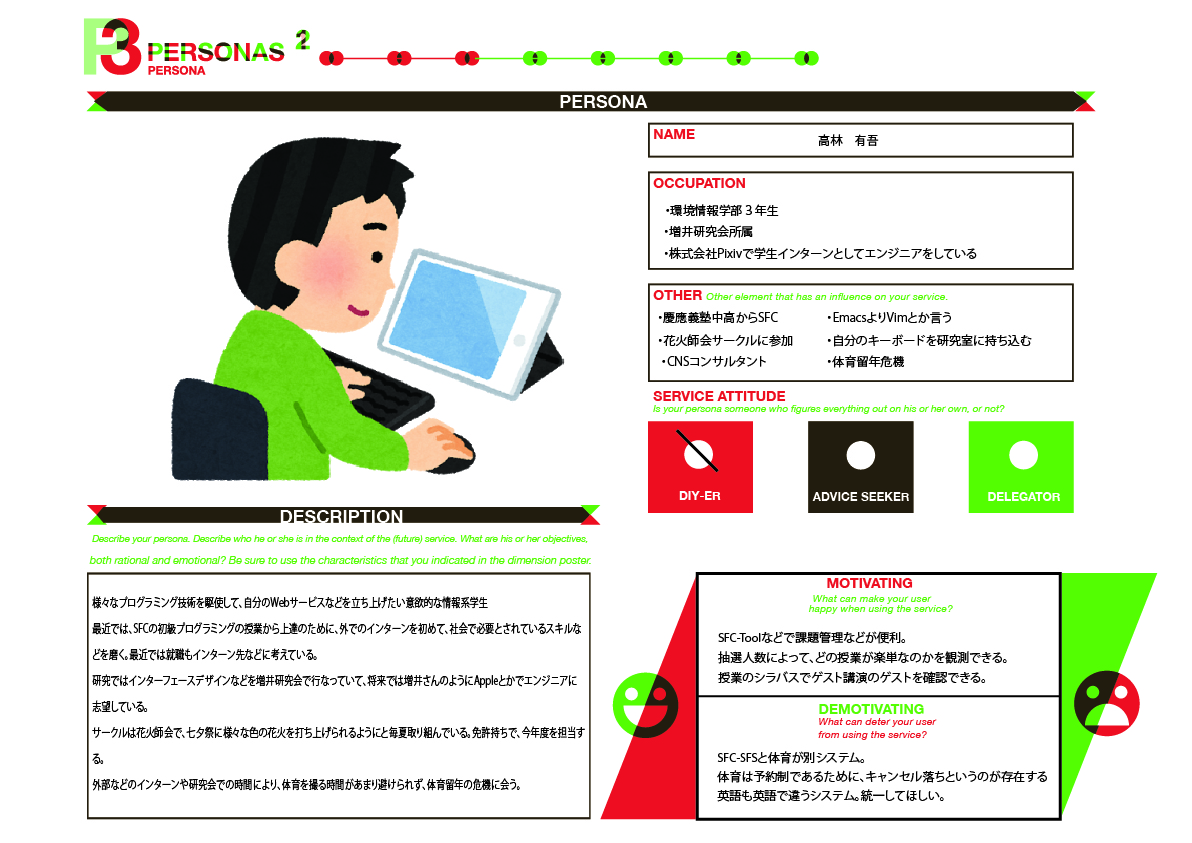 P3 PERSONAS 2
PERSONA
PERSONA
NAME
高林　有吾
OCCUPATION
・環境情報学部３年生
・増井研究会所属
・株式会社Pixivで学生インターンとしてエンジニアをしている
OTHER Other element that has an influence on your service.
・慶應義塾中高からSFC
・花火師会サークルに参加
・CNSコンサルタント
・EmacsよりVimとか言う
・自分のキーボードを研究室に持ち込む
・体育留年危機
SERVICE ATTITUDE
Is your persona someone who figures everything out on his or her own, or not?
DIY-ER
ADVICE SEEKER
DELEGATOR
DESCRIPTION
Describe your persona. Describe who he or she is in the context of the (future) service. What are his or her objectives,
both rational and emotional? Be sure to use the characteristics that you indicated in the dimension poster.
様々なプログラミング技術を駆使して、自分のWebサービスなどを立ち上げたい意欲的な情報系学生
最近では、SFCの初級プログラミングの授業から上達のために、外でのインターンを初めて、社会で必要とされているスキルな
どを磨く。最近では就職もインターン先などに考えている。
研究ではインターフェースデザインなどを増井研究会で行なっていて、将来では増井さんのようにAppleとかでエンジニアに
志望している。
サークルは花火師会で、七夕祭に様々な色の花火を打ち上げられるようにと毎夏取り組んでいる。免許持ちで、今年度を担当す
る。
外部などのインターンや研究会での時間により、体育を撮る時間があまり避けられず、体育留年の危機に会う。
MOTIVATING
What can make your user
happy when using the service?
SFC-Toolなどで課題管理などが便利。
抽選人数によって、どの授業が楽単なのかを観測できる。
授業のシラバスでゲスト講演のゲストを確認できる。
DEMOTIVATING
What can deter your user
from using the service?
SFC-SFSと体育が別システム。
体育は予約制であるために、キャンセル落ちというのが存在する
英語も英語で違うシステム。統一してほしい。